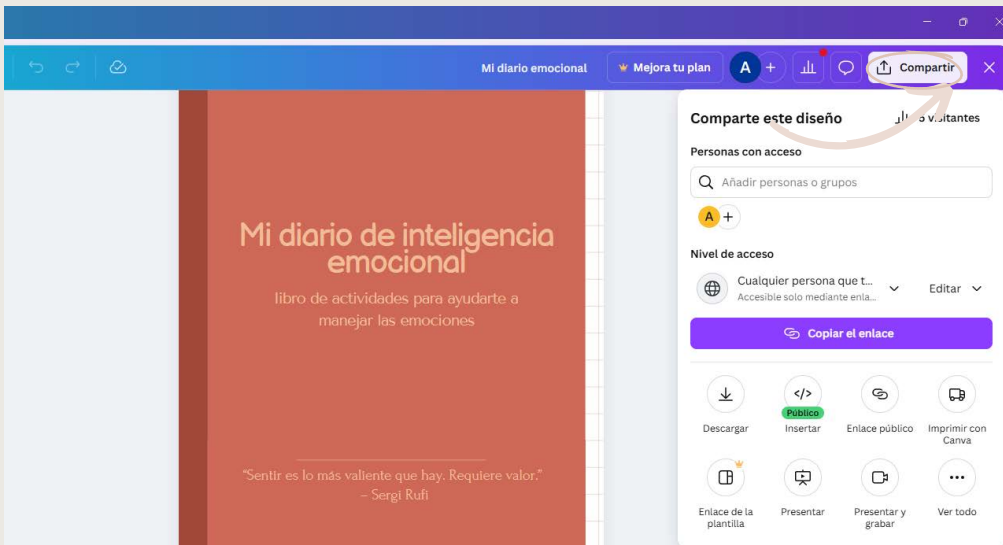 Mi diario emocional
Mejora tu plan
A
+
Compartir
Mi diario de inteligencia
emocional
libro de actividades para ayudarte a
manejar las emociones
“Sentir es lo más valiente que hay. Requiere valor.”
– Sergi Rufi
Comparte este diseño
visitantes
Personas con acceso
Añadir personas o grupos
A
+
Nivel de acceso
Cualquier persona que t...
Accesible solo mediante enla...
Editar
Copiar el enlace
Descargar
Público
Insertar
Enlace público
Imprimir con
Canva
Enlace de la
plantilla
Presentar
Presentar y
grabar
Ver todo